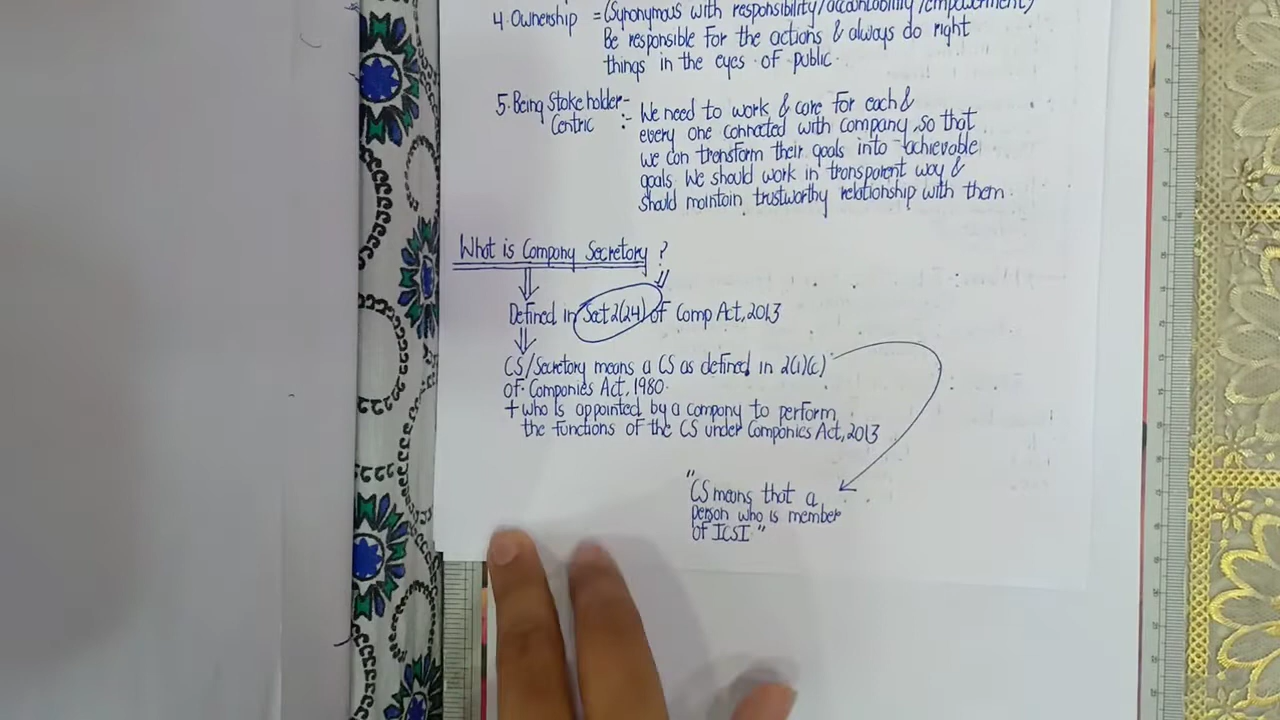 4. Ownership = (Synonymous with responsibility/accountability/empowerment)
Be responsible for the actions & always do right
things in the eyes of public.
5. Being Stakeholder-
Centric :- We need to work & care for each &
every one connected with company so that
we can transform their goals into achievable
goals. We should work in transparent way &
should maintain trustworthy relationship with them.
What is Company Secretary ?
Defined in Sect 2(24) of Comp Act, 2013
CS/Secretary means a CS as defined in 2(1)(c)
of Companies Act, 1980.
+ who is appointed by a company to perform
the functions of the CS under Companies Act, 2013
"CS means that a
person who is member
of ICSI"